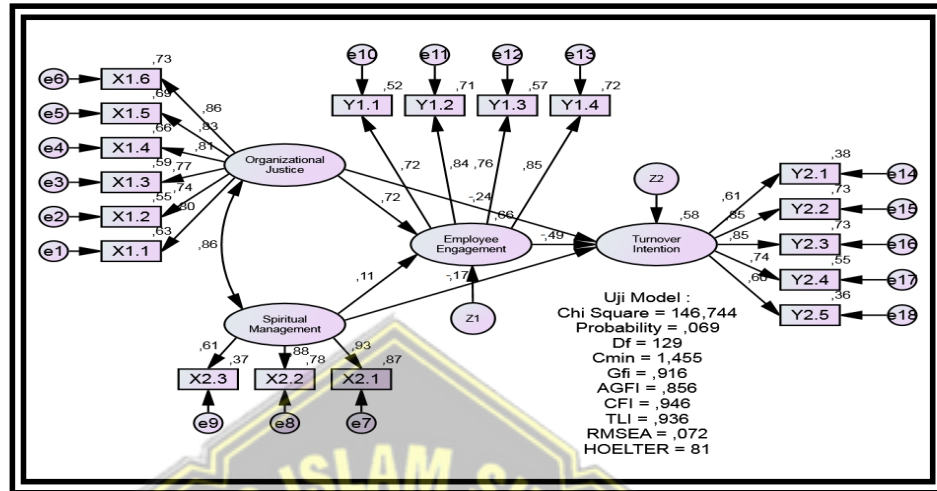 e10 e11 e12 e13
,73 ,52 ,71 ,57 ,72
e6 X1.6 Y1.1 Y1.2 Y1.3 Y1.4
,69 ,86
e5 X1.5
,66 ,83
e4 X1.4 ,81
,59 ,77
e3 X1.3
,55 ,74
e2 X1.2 ,80
,63
e1 X1.1
Organizational
Justice
,72 ,84 ,76 ,85
,72 -,24
,66
Z2
,38
Y2.1 e14
,61 ,73
,58 ,85 Y2.2 e15
,73
Employee
Engagement
-,49
Turnover
Intention
,85 Y2.3 e16
,55
,74 Y2.4 e17
,36
Y2.5 e18
,86
,11 -,17
Z1
Spiritual
Management
,61 ,37 ,88 ,78 ,93 ,87
X2.3 X2.2 X2.1
e9 e8 e7
Uji Model :
Chi Square = 146,744
Probability = ,069
Df = 129
Cmin = 1,455
Gfi = ,916
AGFI = ,856
CFI = ,946
TLI = ,936
RMSEA = ,072
HOELTER = 81
ISLAM